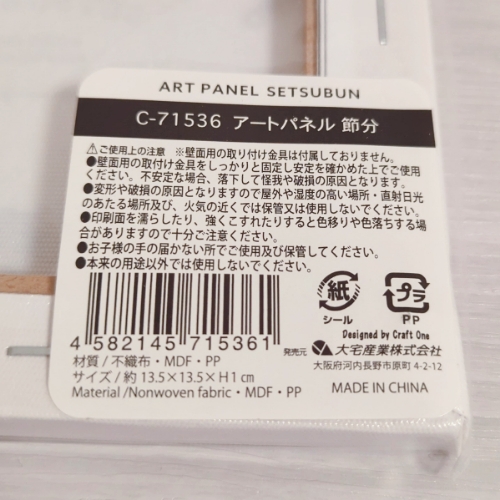 ART PANEL SETSUBUN
C-71536 アートパネル 節分
⚠ご使用上の注意 ※壁面用の取り付け金具は付属しておりません。
●壁面用の取付け金具をしっかりと固定し安定を確かめた上でご使用
ください。不安定な場合、落下して怪我や破損の原因となります。
●変形や破損の原因となりますので屋外や湿度の高い場所・直射日光
のあたる場所及び、火気の近くでは保管又は使用しないでください。
●印刷面を濡らしたり、強くこすれたりすると色移りや色落ちする場
合がありますので十分ご注意ください。
●お子様の手の届かない所でご使用及び保管してください。
●本来の用途以外では使用しないでください。
紙
シール
プラ
PP
Designed by Craft One
4 582145 715361
発売元 大宅産業株式会社
大阪府河内長野市原町 4-2-12
材質 / 不織布・MDF・PP
サイズ / 約 13.5×13.5×H1㎝
Material /Nonwoven fabric・MDF・PP
MADE IN CHINA